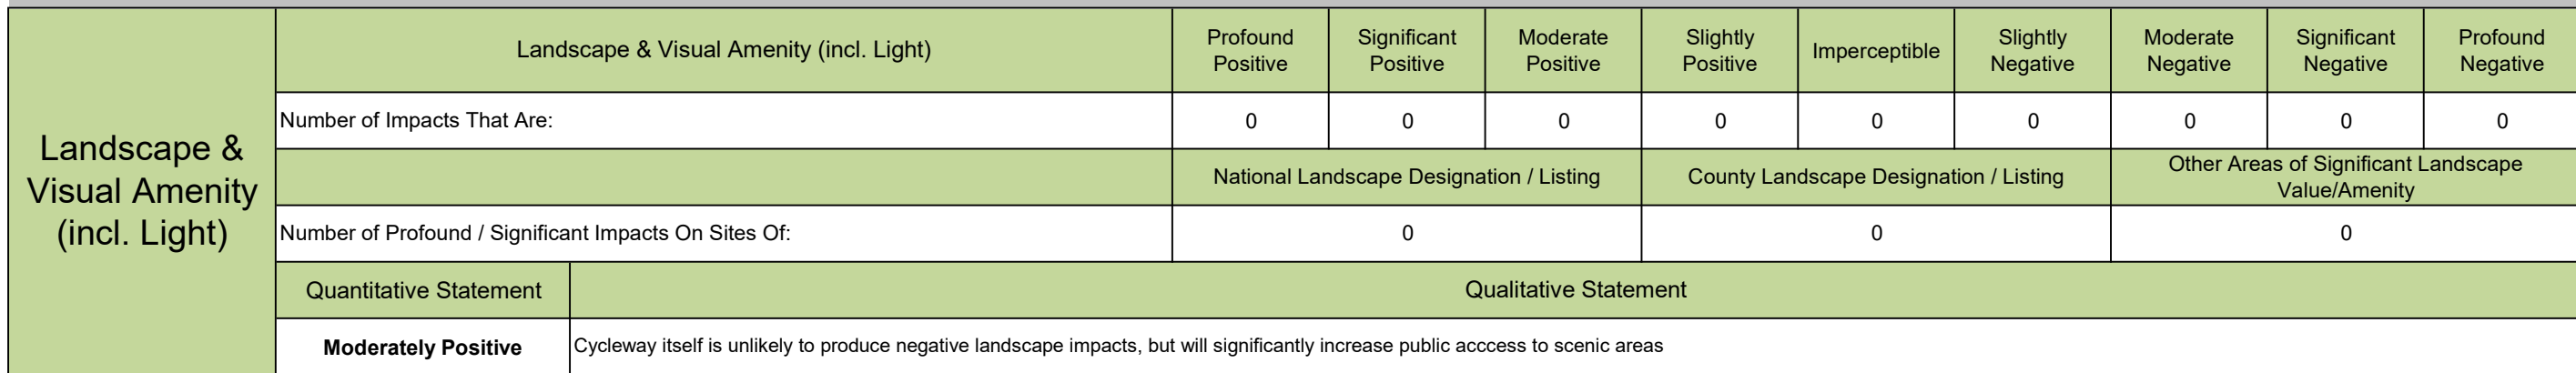 Landscape &
Visual Amenity
(incl. Light)
Landscape & Visual Amenity (incl. Light)
Profound
Positive
Significant
Positive
Moderate
Positive
Slightly
Positive
Imperceptible
Slightly
Negative
Moderate
Negative
Significant
Negative
Profound
Negative
Number of Impacts That Are: 0 0 0 0 0 0 0 0 0
National Landscape Designation / Listing
County Landscape Designation / Listing
Other Areas of Significant Landscape
Value/Amenity
Number of Profound / Significant Impacts On Sites Of: 0 0 0
Quantitative Statement Qualitative Statement
Moderately Positive Cycleway itself is unlikely to produce negative landscape impacts, but will significantly increase public acccess to scenic areas